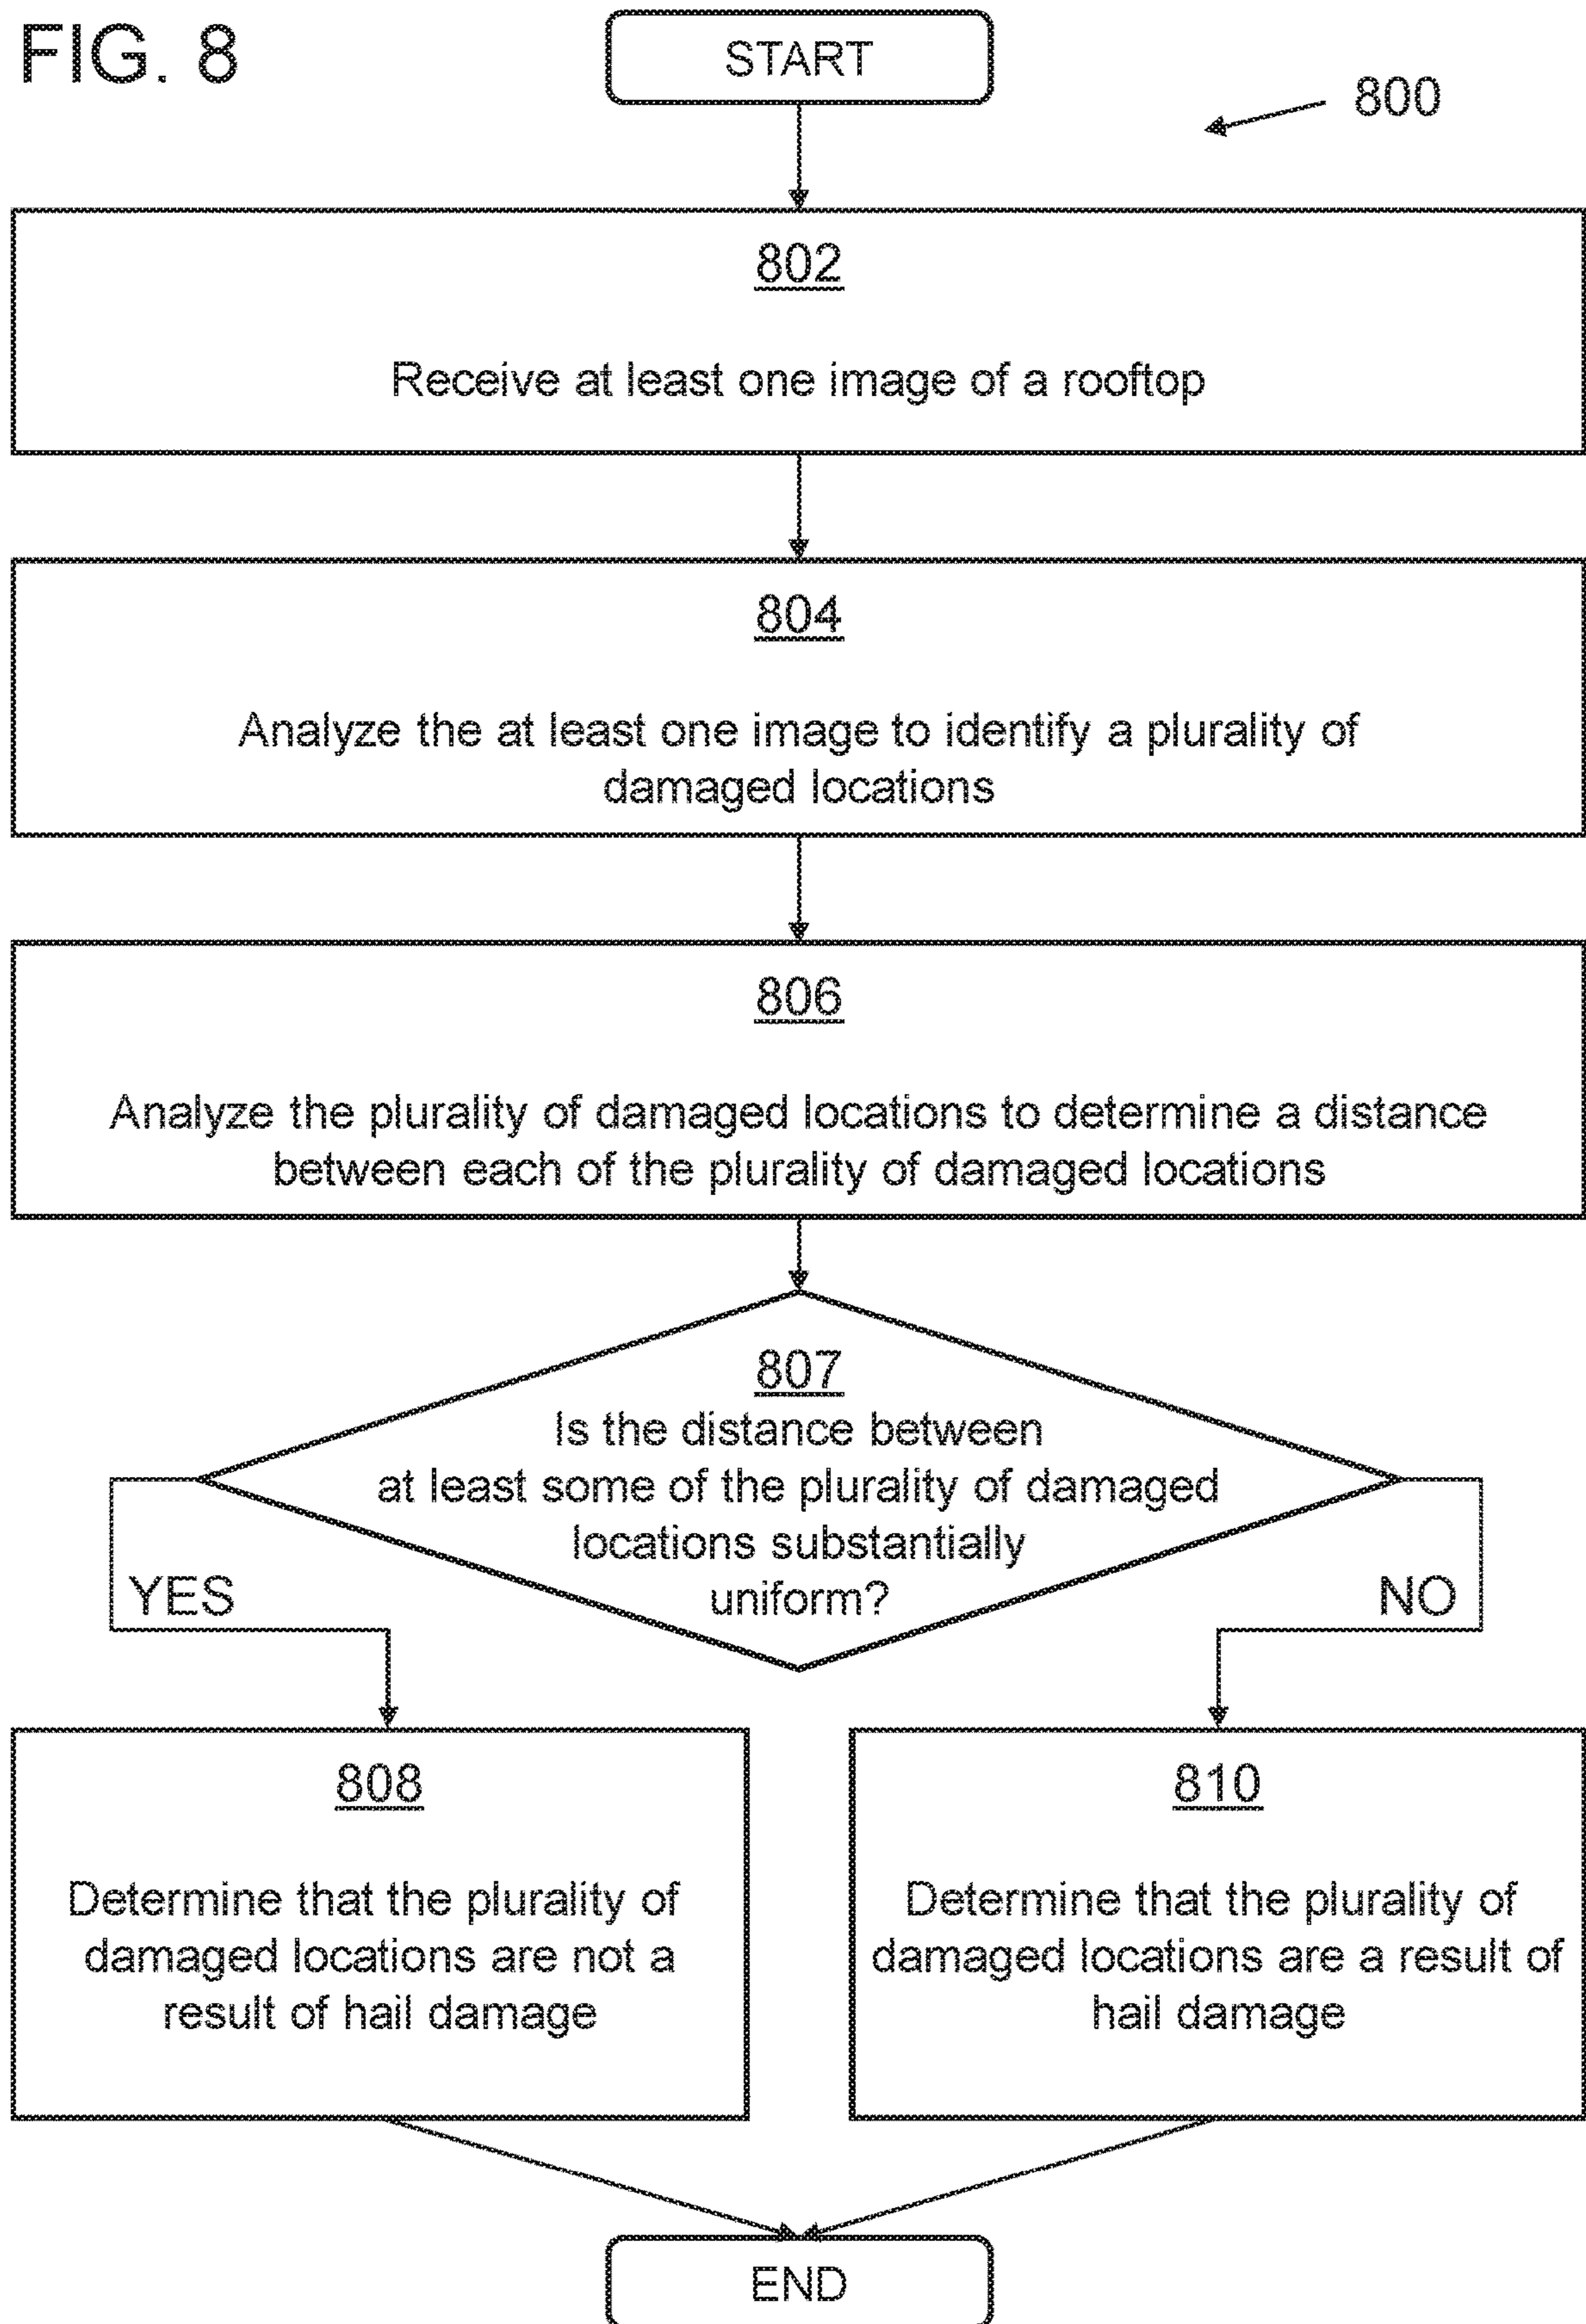 FIG. 8
START
800
802
Receive at least one image of a rooftop
804
Analyze the at least one image to identify a plurality of
damaged locations
806
Analyze the plurality of damaged locations to determine a distance
between each of the plurality of damaged locations
807
Is the distance between
at least some of the plurality of damaged
locations substantially
uniform?
YES
NO
808
Determine that the plurality of
damaged locations are not a
result of hail damage
810
Determine that the plurality of
damaged locations are a result of
hail damage
END